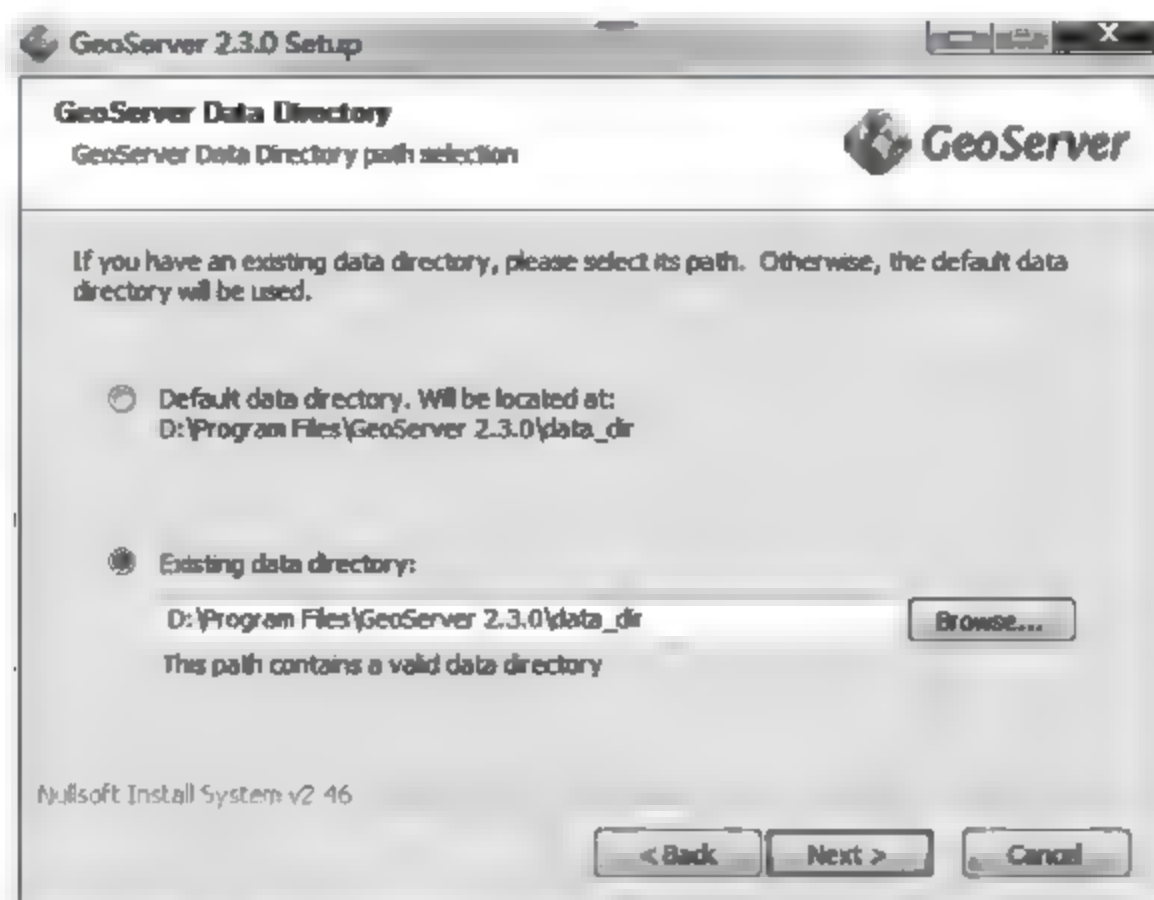 GeoServer 2.3.0 Setup
GeoServer Data Directory
GeoServer Data Directory path selection
GeoServer
If you have an existing data directory, please select its path. Otherwise, the default data
directory will be used.
Default data directory. Will be located at:
D:\Program Files\GeoServer 2.3.0\data_dir
Existing data directory:
D:\Program Files\GeoServer 2.3.0\data_dir
Browse...
This path contains a valid data directory
Nullsoft Install System v2.46
< Back
Next >
Cancel